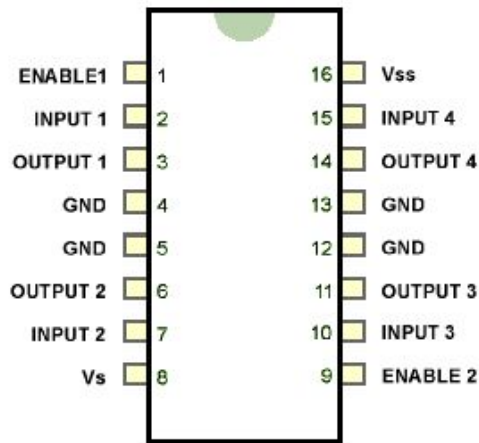 ENABLE1 1 16 Vss
INPUT 1 2 15 INPUT 4
OUTPUT 1 3 14 OUTPUT 4
GND 4 13 GND
GND 5 12 GND
OUTPUT 2 6 11 OUTPUT 3
INPUT 2 7 10 INPUT 3
Vs 8 9 ENABLE 2